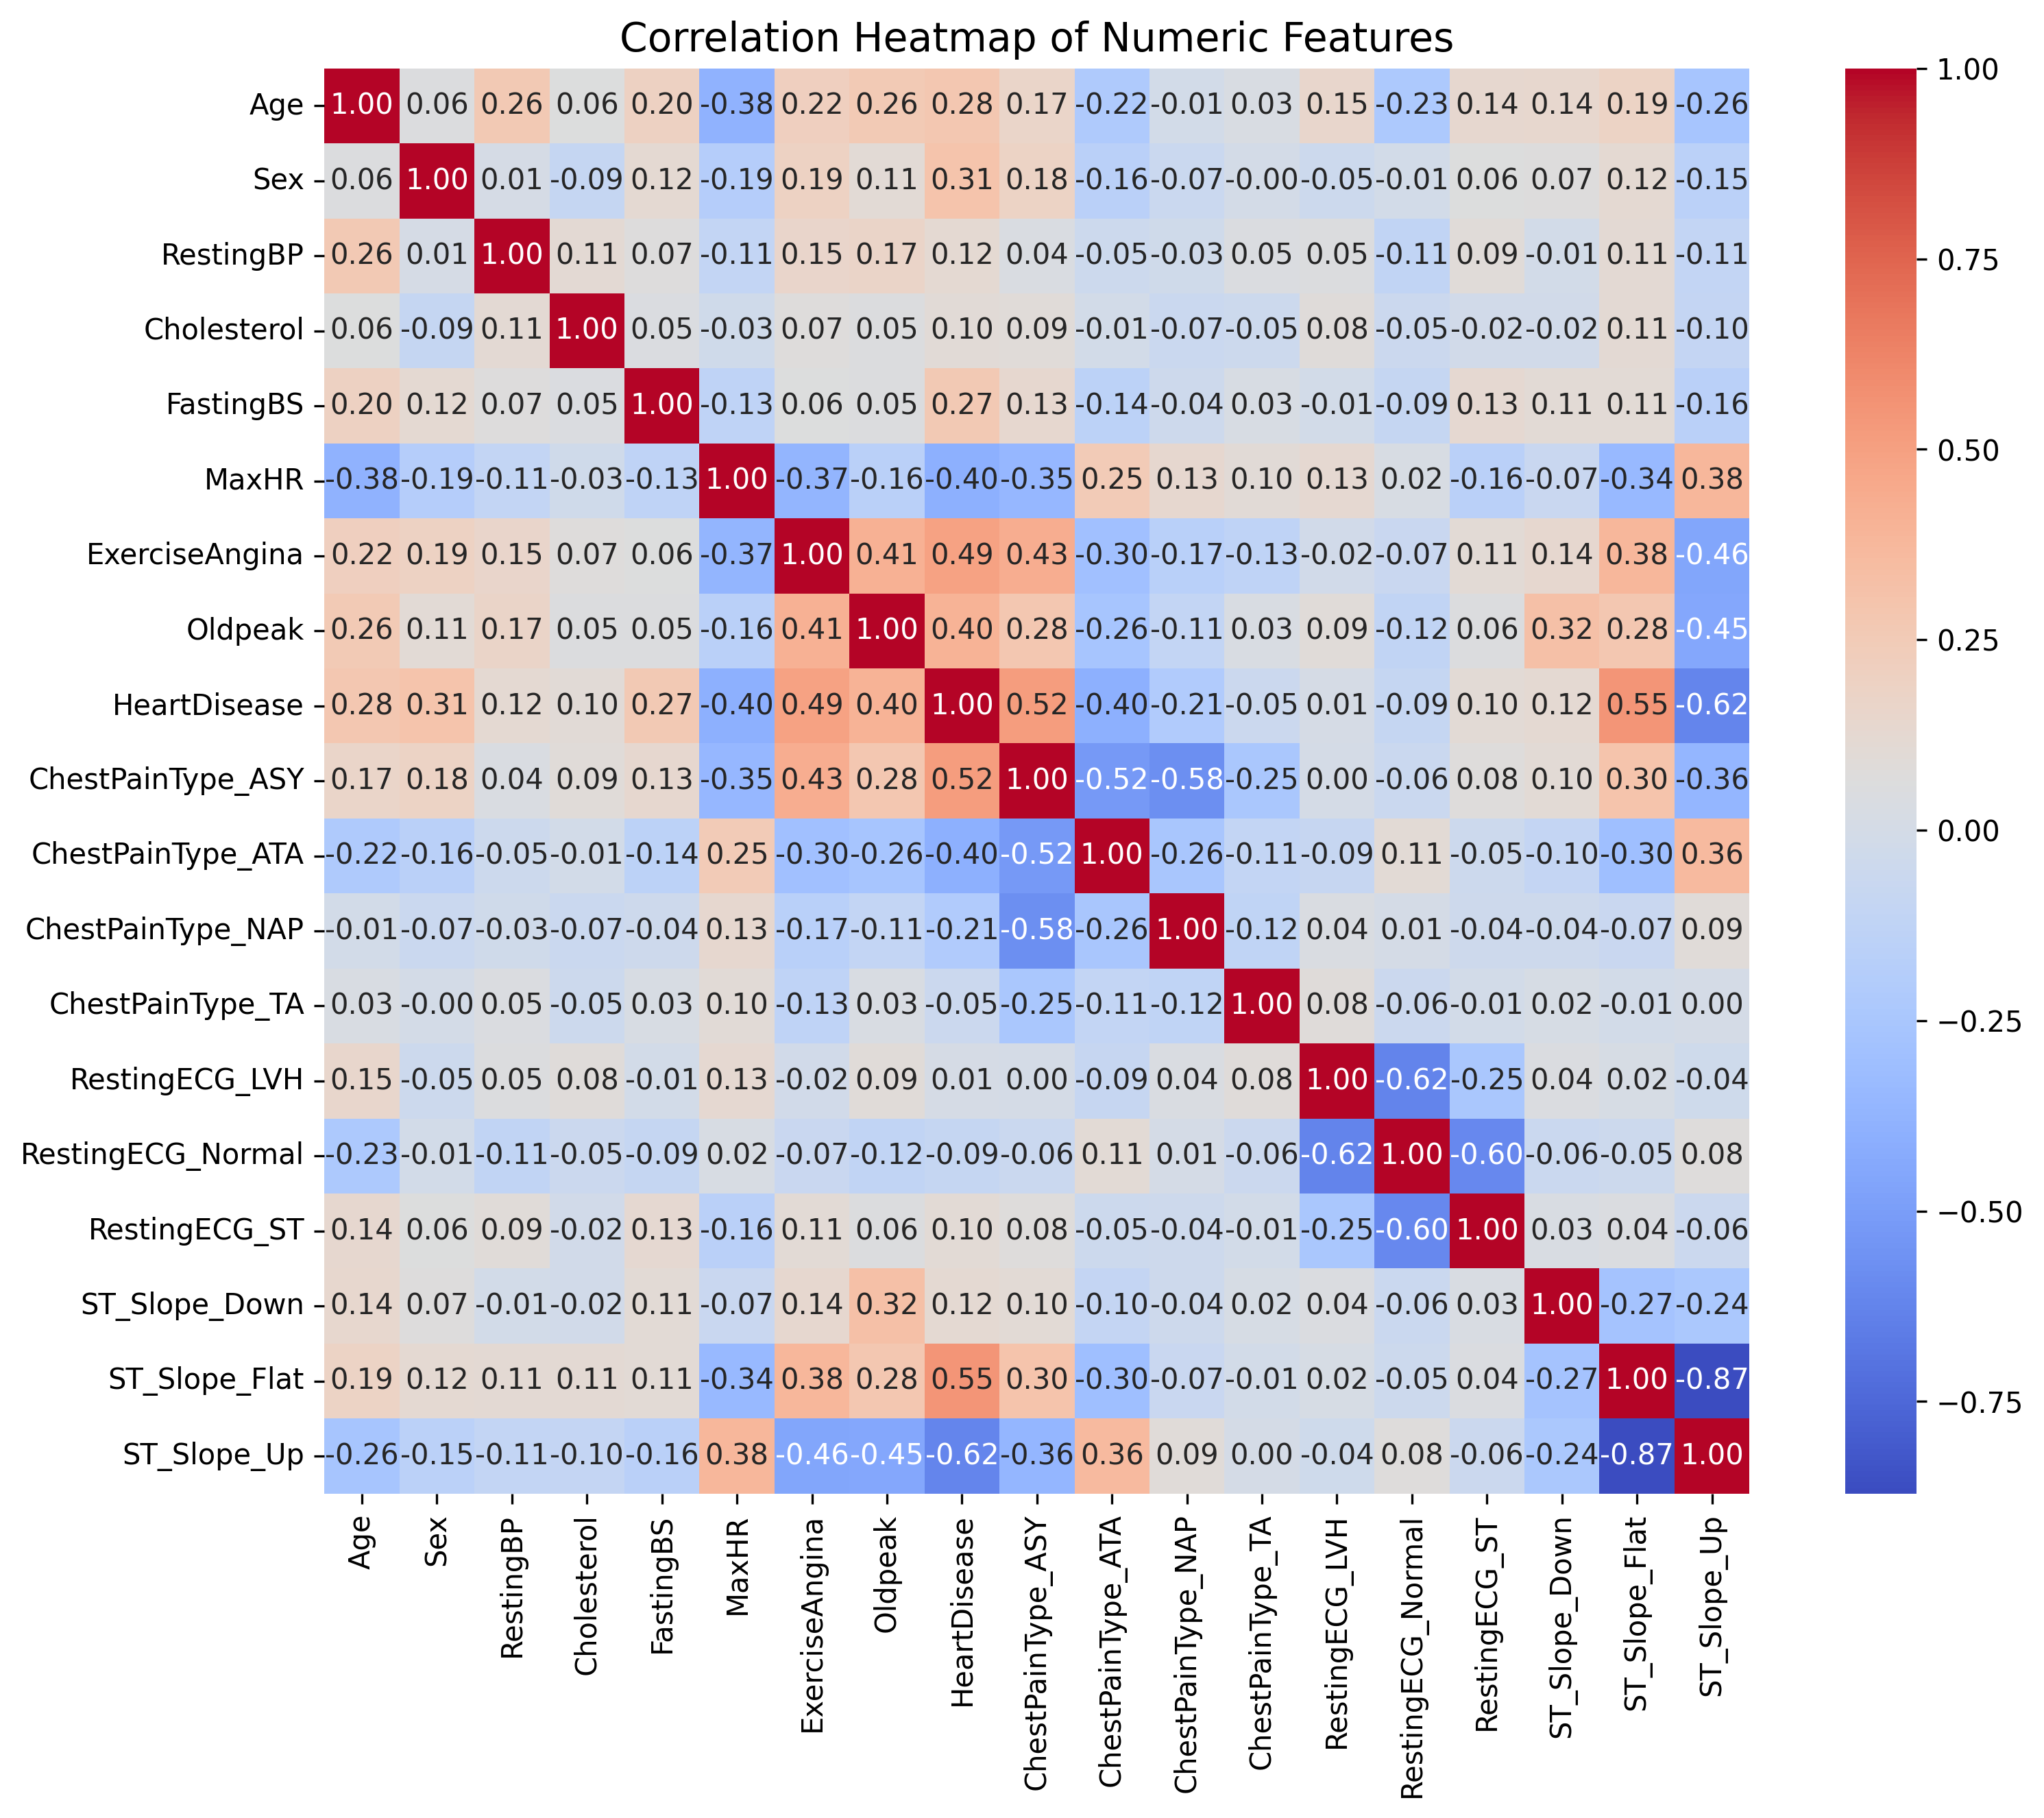 Correlation Heatmap of Numeric Features
Age 1.00 0.06 0.26 0.06 0.20 -0.38 0.22 0.26 0.28 0.17 -0.22 -0.01 0.03 0.15 -0.23 0.14 0.14 0.19 -0.26
Sex 0.06 1.00 0.01 -0.09 0.12 -0.19 0.19 0.11 0.31 0.18 -0.16 -0.07 -0.00 -0.05 -0.01 0.06 0.07 0.12 -0.15
RestingBP 0.26 0.01 1.00 0.11 0.07 -0.11 0.15 0.17 0.12 0.04 -0.05 -0.03 0.05 0.05 -0.11 0.09 -0.01 0.11 -0.11
Cholesterol 0.06 -0.09 0.11 1.00 0.05 -0.03 0.07 0.05 0.10 0.09 -0.01 -0.07 -0.05 0.08 -0.05 -0.02 -0.02 0.11 -0.10
FastingBS 0.20 0.12 0.07 0.05 1.00 -0.13 0.06 0.05 0.27 0.13 -0.14 -0.04 0.03 -0.01 -0.09 0.13 0.11 0.11 -0.16
MaxHR -0.38 -0.19 -0.11 -0.03 -0.13 1.00 -0.37 -0.16 -0.40 -0.35 0.25 0.13 0.10 0.13 0.02 -0.16 -0.07 -0.34 0.38
ExerciseAngina 0.22 0.19 0.15 0.07 0.06 -0.37 1.00 0.41 0.49 0.43 -0.30 -0.17 -0.13 -0.02 -0.07 0.11 0.14 0.38 -0.46
Oldpeak 0.26 0.11 0.17 0.05 0.05 -0.16 0.41 1.00 0.40 0.28 -0.26 -0.11 0.03 0.09 -0.12 0.06 0.32 0.28 -0.45
HeartDisease 0.28 0.31 0.12 0.10 0.27 -0.40 0.49 0.40 1.00 0.52 -0.40 -0.21 -0.05 0.01 -0.09 0.10 0.12 0.55 -0.62
ChestPainType_ASY 0.17 0.18 0.04 0.09 0.13 -0.35 0.43 0.28 0.52 1.00 -0.52 -0.58 -0.25 0.00 -0.06 0.08 0.10 0.30 -0.36
ChestPainType_ATA -0.22 -0.16 -0.05 -0.01 -0.14 0.25 -0.30 -0.26 -0.40 -0.52 1.00 -0.26 -0.11 -0.09 0.11 -0.05 -0.10 -0.30 0.36
ChestPainType_NAP -0.01 -0.07 -0.03 -0.07 -0.04 0.13 -0.17 -0.11 -0.21 -0.58 -0.26 1.00 -0.12 0.04 0.01 -0.04 -0.04 -0.07 0.09
ChestPainType_TA 0.03 -0.00 0.05 -0.05 0.03 0.10 -0.13 0.03 -0.05 -0.25 -0.11 -0.12 1.00 0.08 -0.06 -0.01 0.02 -0.01 0.00
RestingECG_LVH 0.15 -0.05 0.05 0.08 -0.01 0.13 -0.02 0.09 0.01 0.00 -0.09 0.04 0.08 1.00 -0.62 -0.25 0.04 0.02 -0.04
RestingECG_Normal -0.23 -0.01 -0.11 -0.05 -0.09 0.02 -0.07 -0.12 -0.09 -0.06 0.11 0.01 -0.06 -0.62 1.00 -0.60 -0.06 -0.05 0.08
RestingECG_ST 0.14 0.06 0.09 -0.02 0.13 -0.16 0.11 0.06 0.10 0.08 -0.05 -0.04 -0.01 -0.25 -0.60 1.00 0.03 0.04 -0.06
ST_Slope_Down 0.14 0.07 -0.01 -0.02 0.11 -0.07 0.14 0.32 0.12 0.10 -0.10 -0.04 0.02 0.04 -0.06 0.03 1.00 -0.27 -0.24
ST_Slope_Flat 0.19 0.12 0.11 0.11 0.11 -0.34 0.38 0.28 0.55 0.30 -0.30 -0.07 -0.01 0.02 -0.05 0.04 -0.27 1.00 -0.87
ST_Slope_Up -0.26 -0.15 -0.11 -0.10 -0.16 0.38 -0.46 -0.45 -0.62 -0.36 0.36 0.09 0.00 -0.04 0.08 -0.06 -0.24 -0.87 1.00
Age
Sex
RestingBP
Cholesterol
FastingBS
MaxHR
ExerciseAngina
Oldpeak
HeartDisease
ChestPainType_ASY
ChestPainType_ATA
ChestPainType_NAP
ChestPainType_TA
RestingECG_LVH
RestingECG_Normal
RestingECG_ST
ST_Slope_Down
ST_Slope_Flat
ST_Slope_Up
1.00
0.75
0.50
0.25
0.00
−0.25
−0.50
−0.75